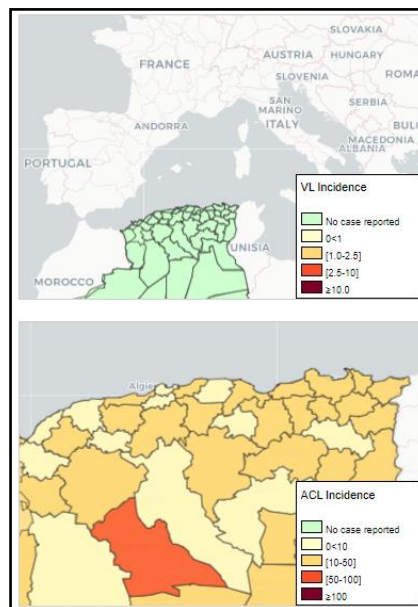 SLOVAKIA
AUSTRIA
HUNGARY
FRANCE
SLOVENIA
ROMA
SAN
MARINO
ITALY
SERBIA
ANDORRA
BULG
MACEDONIA
ALBANIA
PORTUGAL
VL Incidence
No case reported
0<1
[1.0-2.5]
[2.5-10]
≥10.0
TUNISIA
MOROCCO
Algie
ACL Incidence
No case reported
0<10
[10-50]
[50-100]
≥100